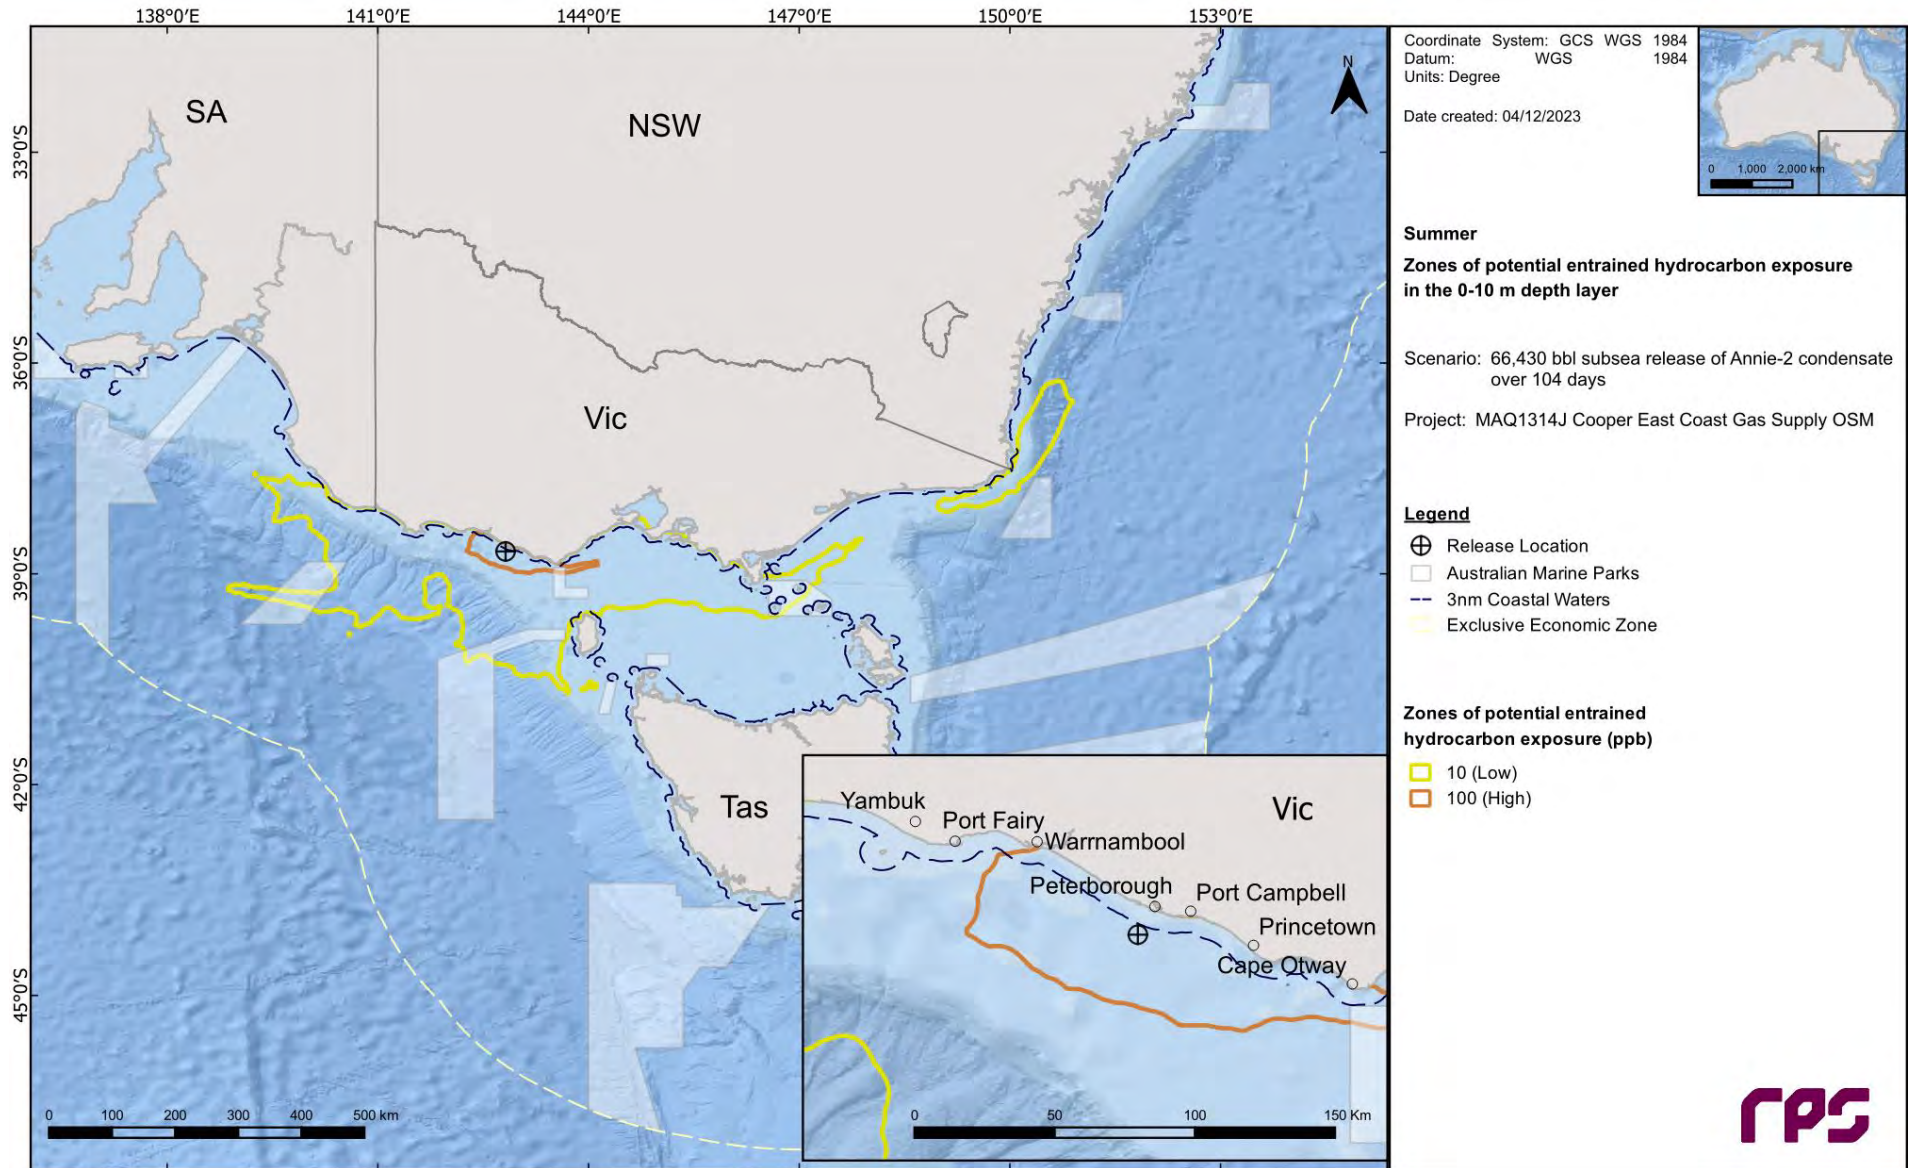 138°0'E 141°0'E 144°0'E 147°0'E 150°0'E 153°0'E
33°0'S
36°0'S
39°0'S
42°0'S
45°0'S
SA
NSW
Vic
Tas
N
0 100 200 300 400 500 km
Yambuk
Port Fairy
Warrnambool
Vic
Peterborough
Port Campbell
Princetown
Cape Otway
0 50 100 150 Km
Coordinate System: GCS WGS 1984
Datum: WGS 1984
Units: Degree
Date created: 04/12/2023
0 1,000 2,000 km
Summer
Zones of potential entrained hydrocarbon exposure
in the 0-10 m depth layer
Scenario: 66,430 bbl subsea release of Annie-2 condensate
over 104 days
Project: MAQ1314J Cooper East Coast Gas Supply OSM
Legend
Release Location
Australian Marine Parks
3nm Coastal Waters
Exclusive Economic Zone
Zones of potential entrained
hydrocarbon exposure (ppb)
10 (Low)
100 (High)
rps